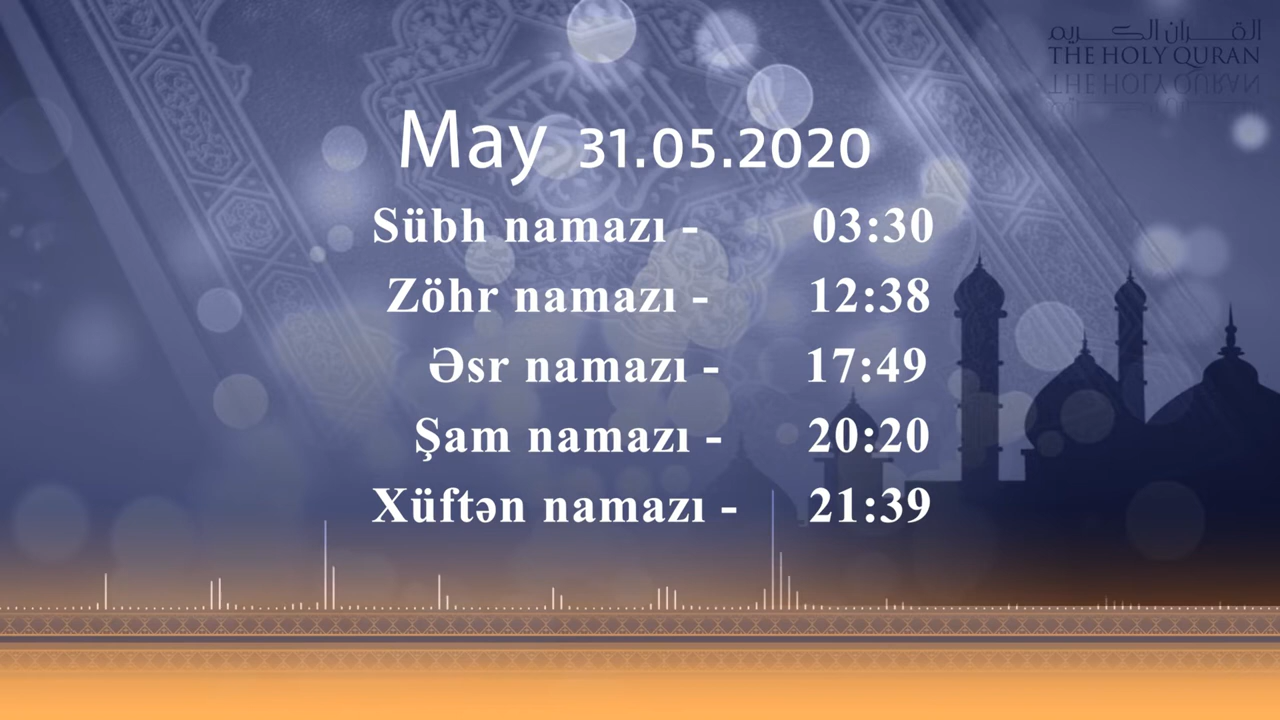 القرآن الكريم
THE HOLY QURAN
May 31.05.2020
Sübh namazı - 03:30
Zöhr namazı - 12:38
Əsr namazı - 17:49
Şam namazı - 20:20
Xüftən namazı - 21:39